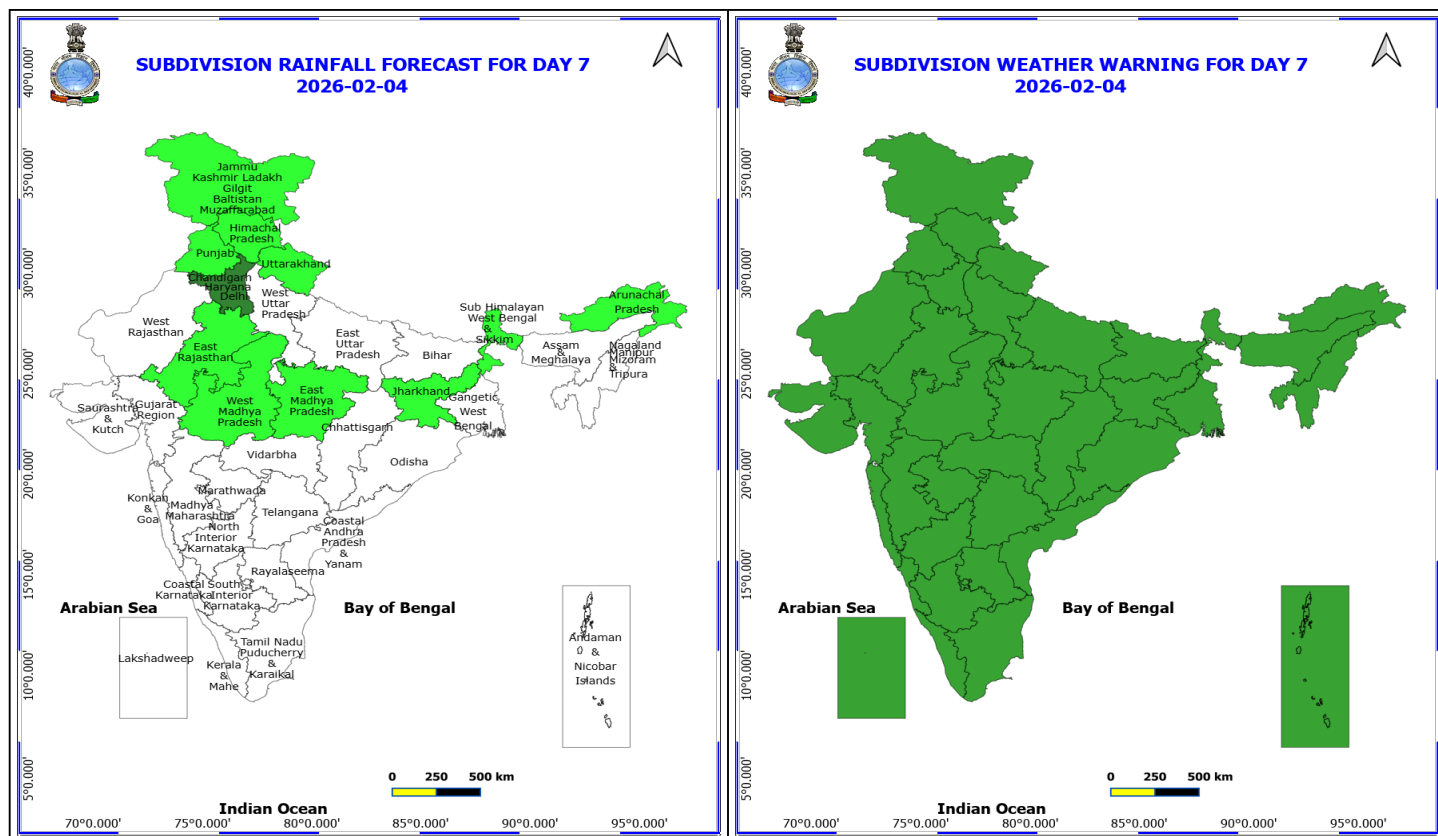 SUBDIVISION RAINFALL FORECAST FOR DAY 7
2026-02-04
40°0.000'
35°0.000'
30°0.000'
25°0.000'
20°0.000'
15°0.000'
10°0.000'
5°0.000'
Jammu
Kashmir Ladakh
Gilgit
Baltistan
Muzaffarabad
Himachal
Pradesh
Punjab
Uttarakhand
Chandigarh
Haryana
Delhi
West
Uttar
Pradesh
Arunachal
Pradesh
Sub Himalayan
West Bengal
&
Sikkim
West
Rajasthan
East
Rajasthan
East
Uttar
Pradesh
Bihar
Assam
&
Meghalaya
Nagaland
Manipur
Mizoram
&
Tripura
Saurashtra
&
Kutch
Gujarat
Region
West
Madhya
Pradesh
East
Madhya
Pradesh
Jharkhand
Gangetic
West
Bengal
Chhattisgarh
Vidarbha
Odisha
Konkan
&
Goa
Madhya
Maharashtra
Marathwada
Telangana
North
Interior
Karnataka
Coastal
Andhra
Pradesh
&
Yanam
Rayalaseema
Coastal
Karnataka
South
Interior
Karnataka
Arabian Sea
Bay of Bengal
Lakshadweep
Kerala
&
Mahe
Tamil Nadu
Puducherry
&
Karaikal
Andaman
&
Nicobar
Islands
0 250 500 km
Indian Ocean
70°0.000' 75°0.000' 80°0.000' 85°0.000' 90°0.000' 95°0.000'
SUBDIVISION WEATHER WARNING FOR DAY 7
2026-02-04
40°0.000'
35°0.000'
30°0.000'
25°0.000'
20°0.000'
15°0.000'
10°0.000'
5°0.000'
Arabian Sea
Bay of Bengal
0 250 500 km
Indian Ocean
70°0.000' 75°0.000' 80°0.000' 85°0.000' 90°0.000' 95°0.000'